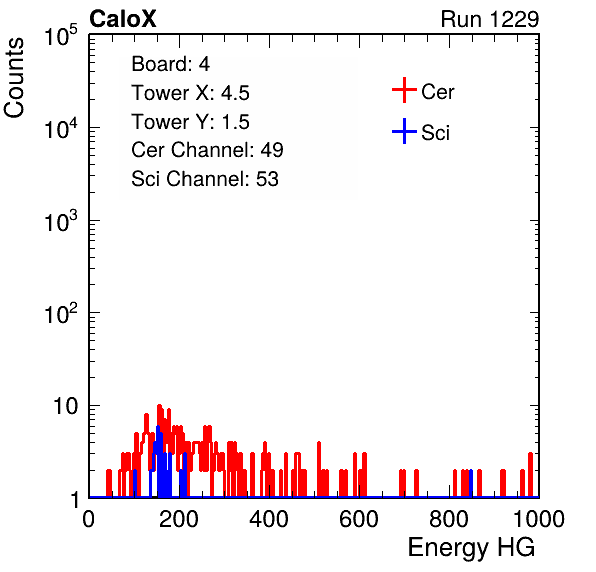 CaloX Run 1229
Counts
10^5
10^4
10^3
10^2
10
1
Board: 4
Tower X: 4.5
Tower Y: 1.5
Cer Channel: 49
Sci Channel: 53
Cer
Sci
0 200 400 600 800 1000
Energy HG